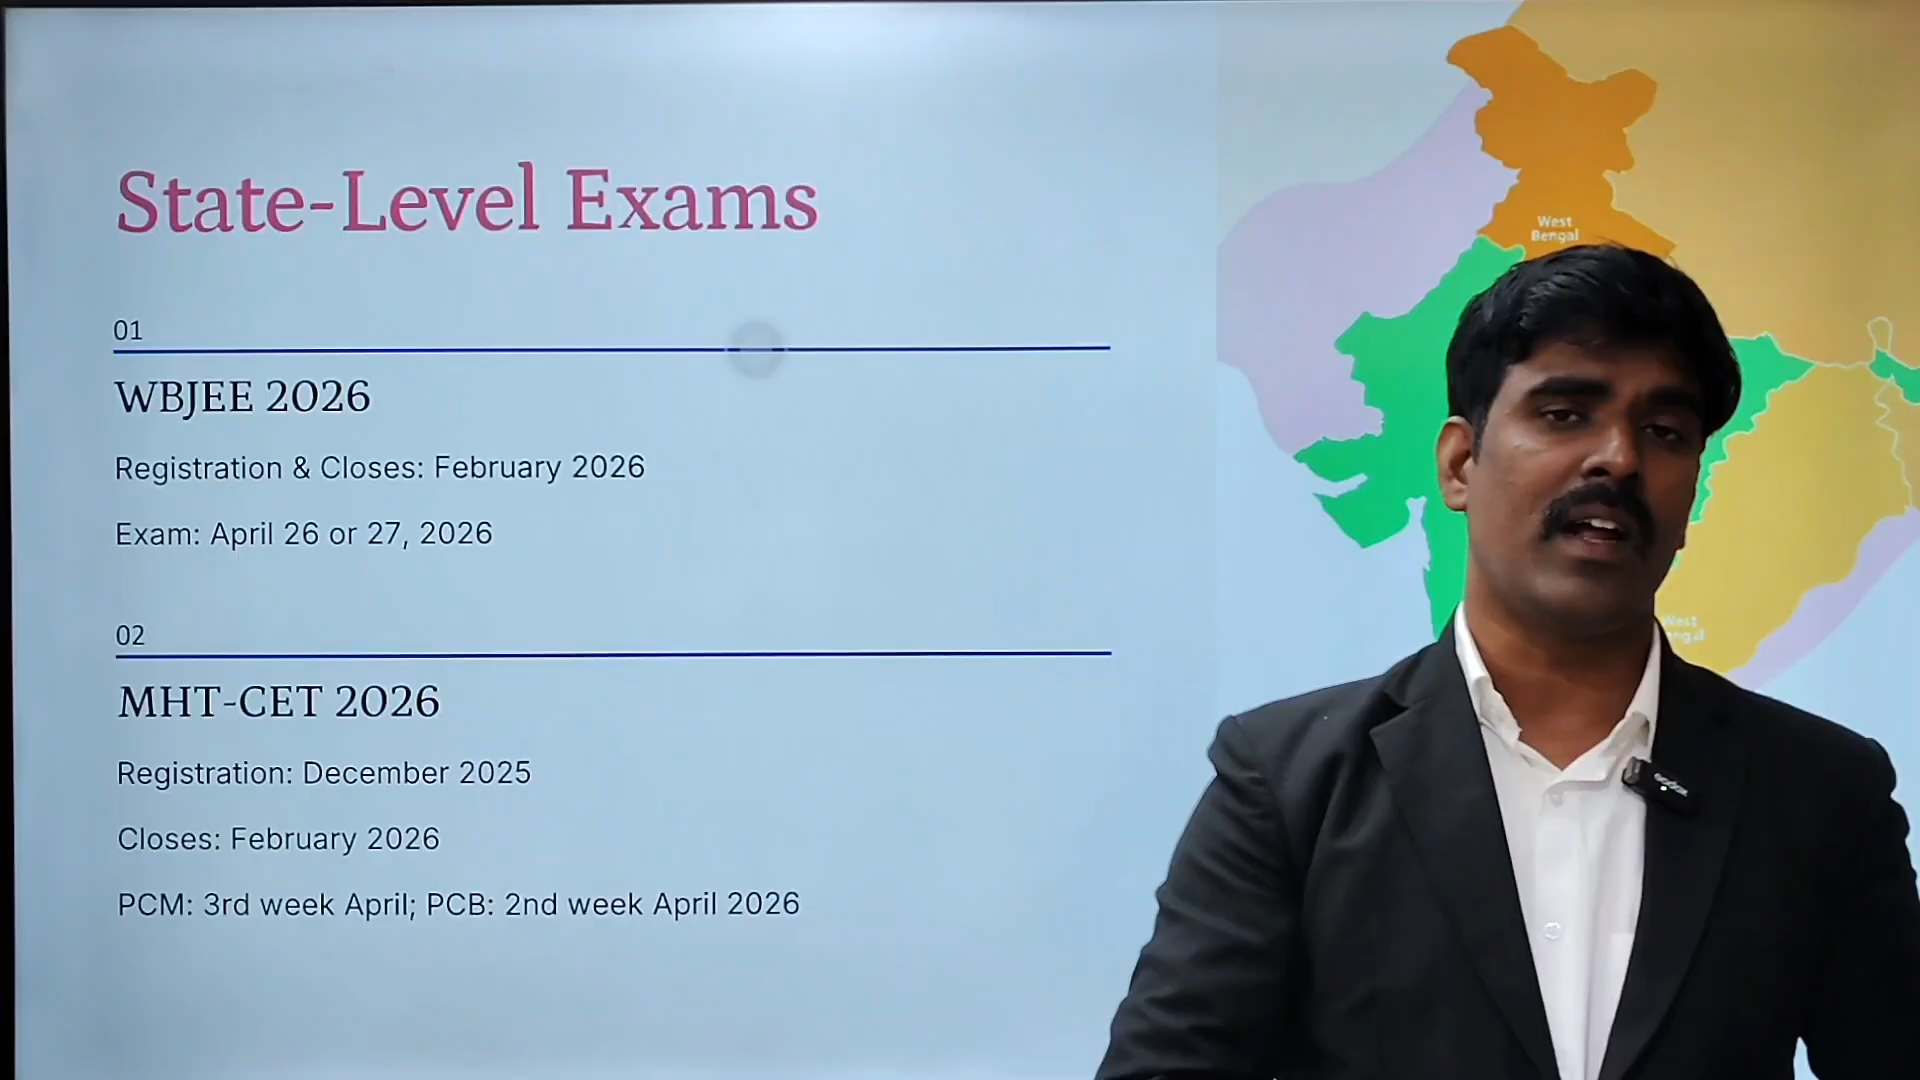 State-Level Exams
01
WBJEE 2026
Registration & Closes: February 2026
Exam: April 26 or 27, 2026
02
MHT-CET 2026
Registration: December 2025
Closes: February 2026
PCM: 3rd week April; PCB: 2nd week April 2026
West
Bengal
West